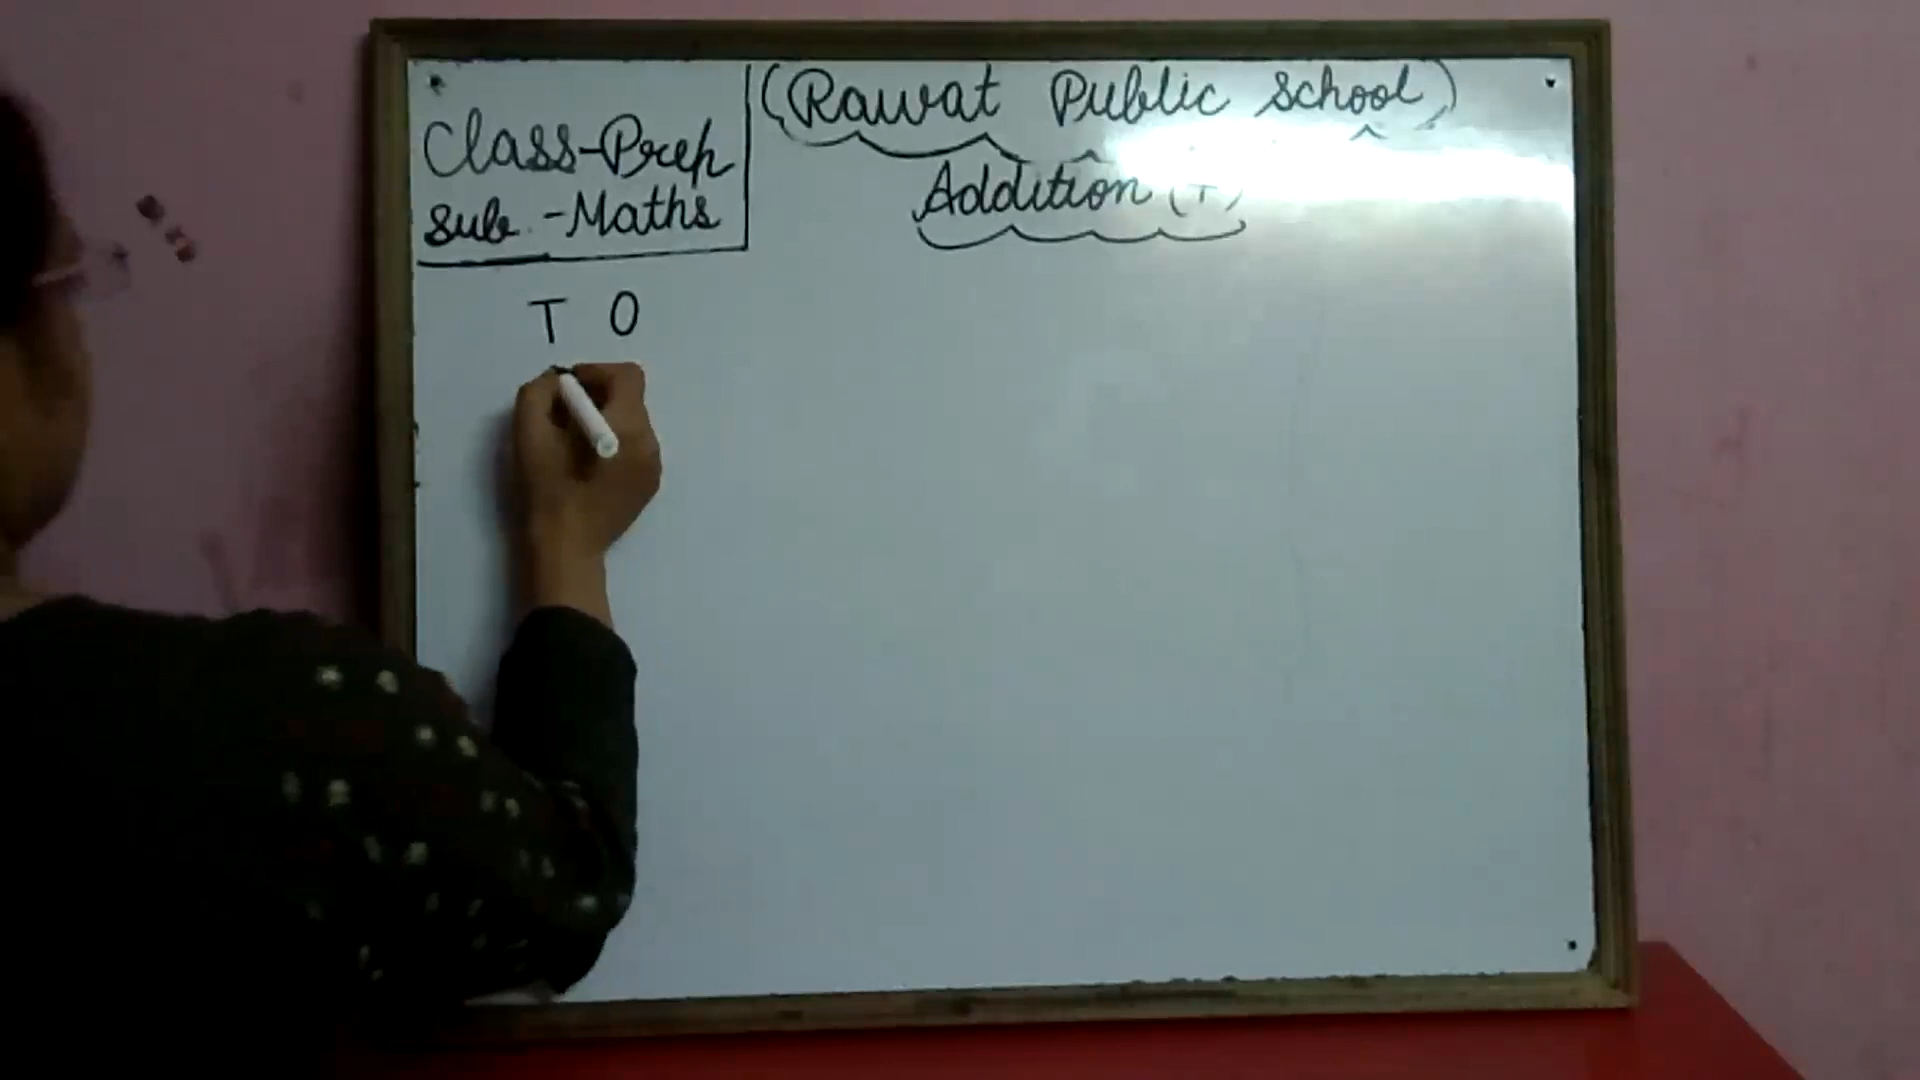 (Rawat Public School)
Class-Prep
Sub.-Maths
Addition (+)
T O